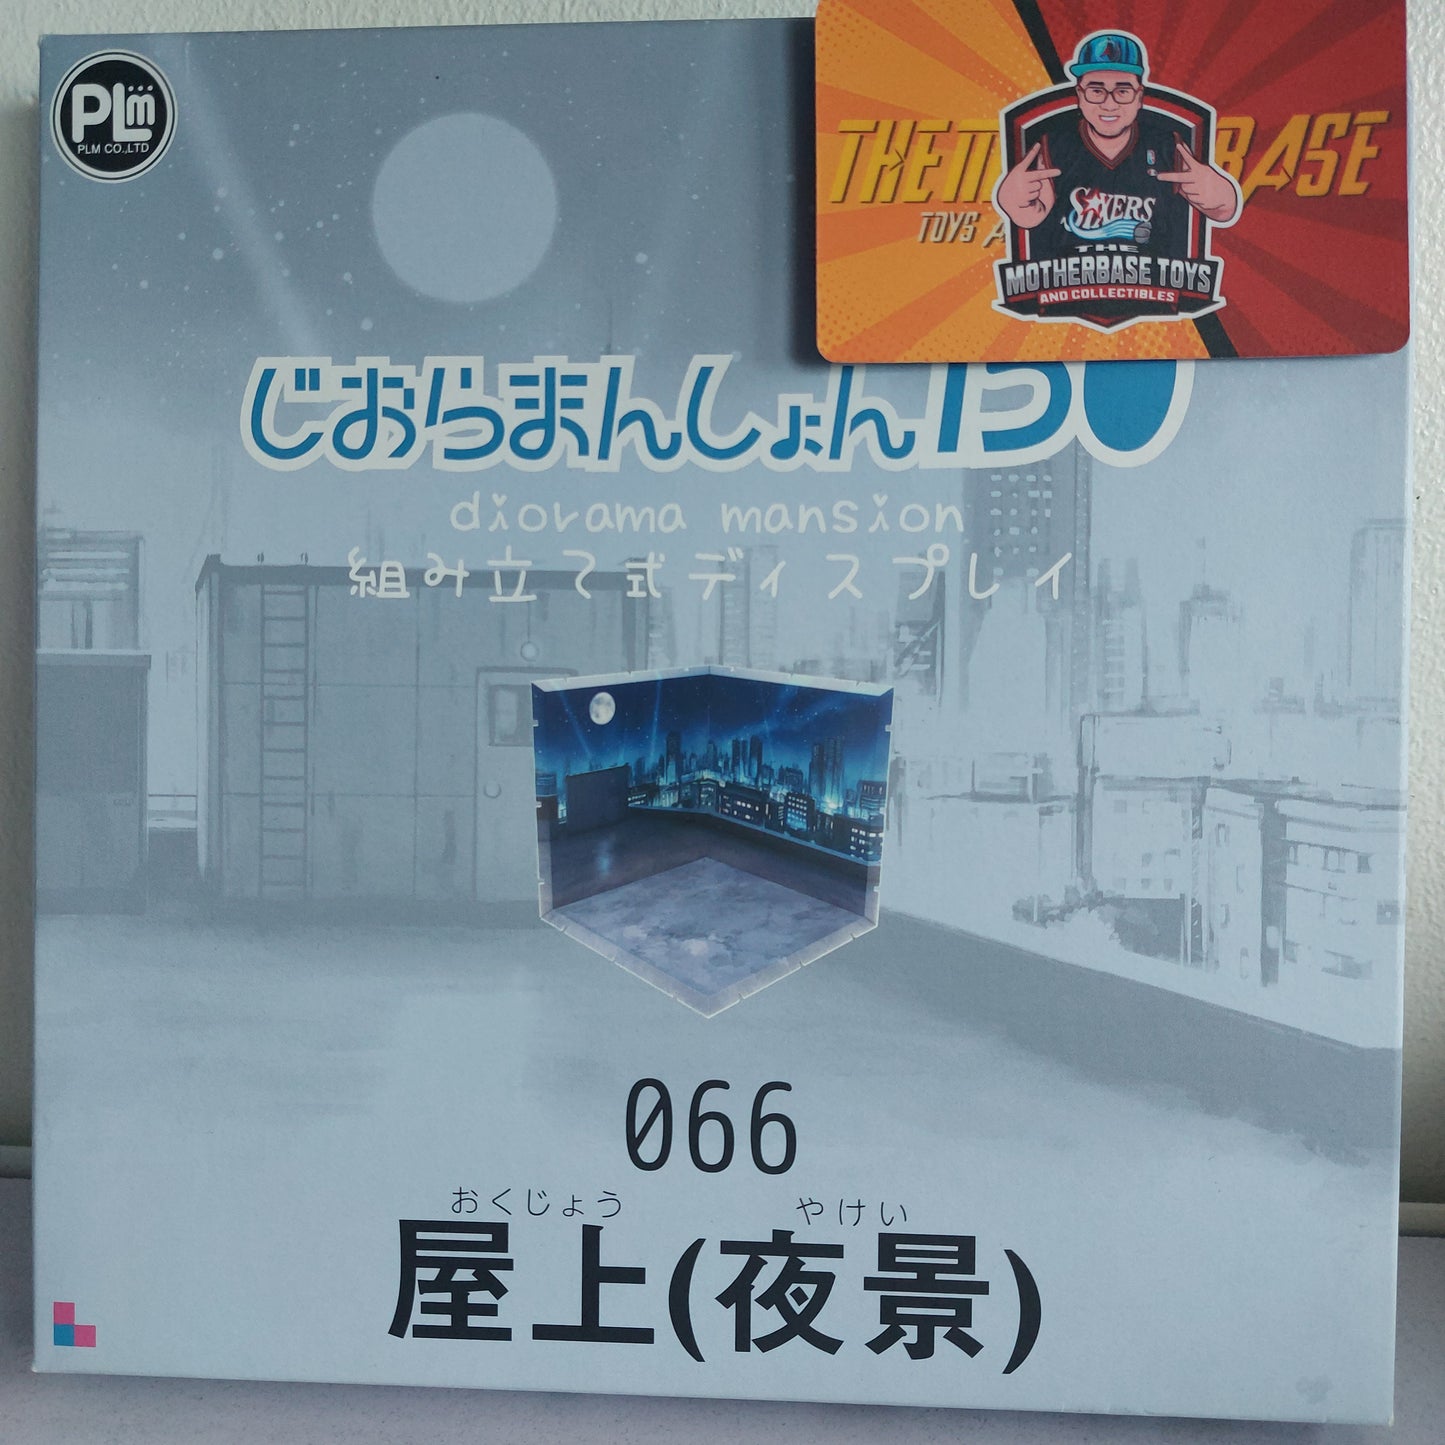 PLm
PLM CO.,LTD
BASE
TOYS
SIXERS
THE
MOTHERBASE TOYS
AND COLLECTIBLES
じおらまんしょん150
diorama mansion
組み立て式ディスプレイ
066
おくじょう やけい
屋上(夜景)